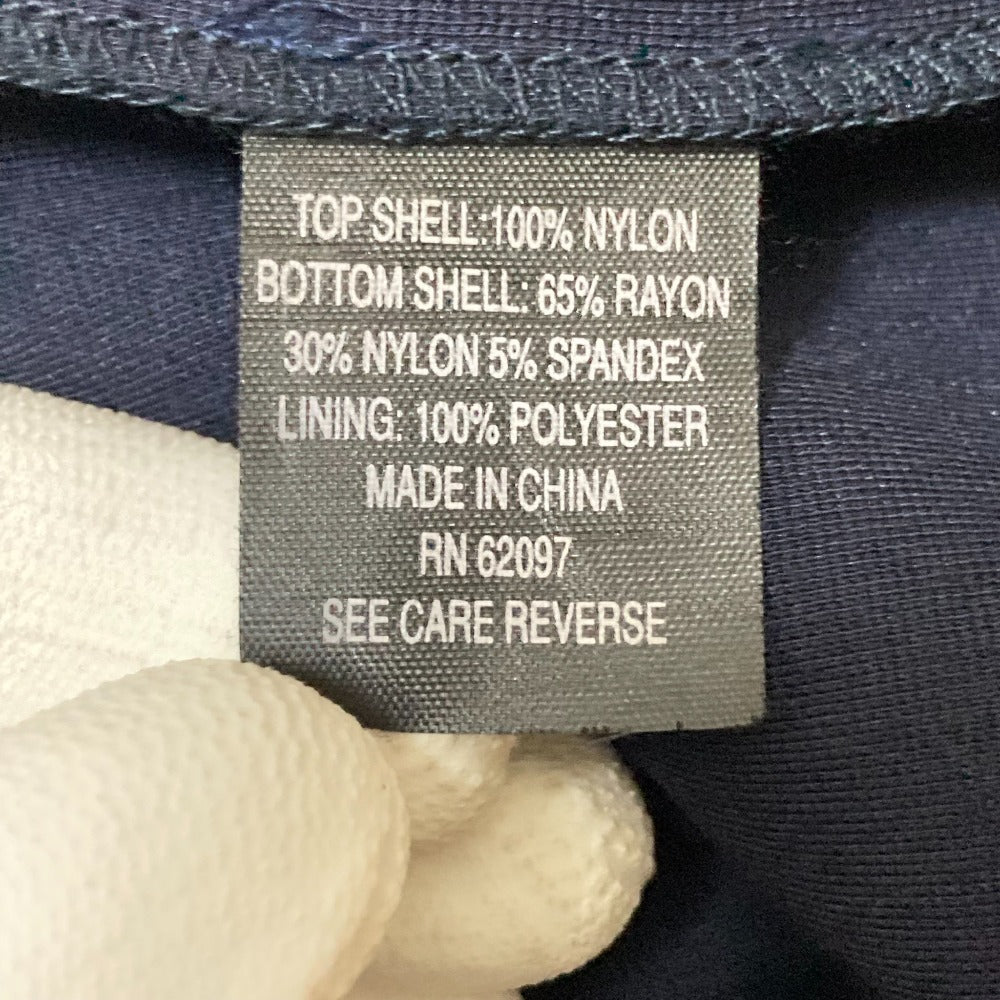 TOP SHELL:100% NYLON
BOTTOM SHELL: 65% RAYON
30% NYLON 5% SPANDEX
LINING: 100% POLYESTER
MADE IN CHINA
RN 62097
SEE CARE REVERSE